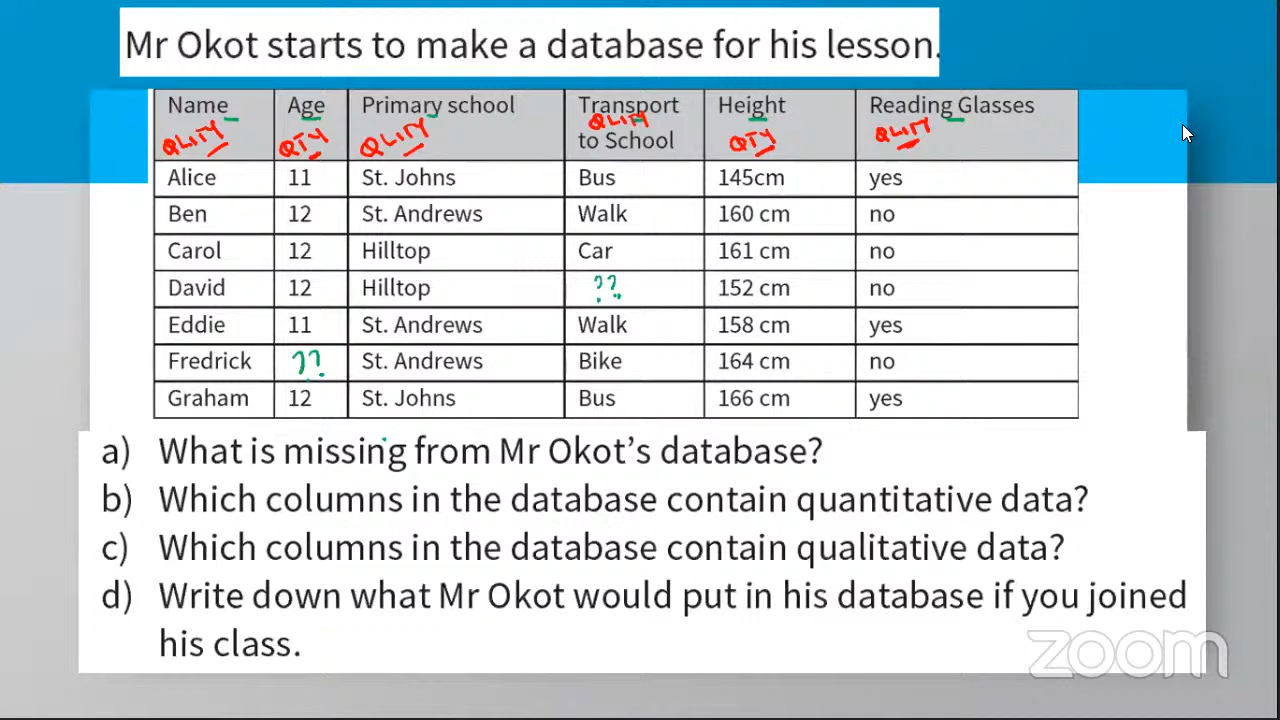 Mr Okot starts to make a database for his lesson.
Name Age Primary school Transport to School Height Reading Glasses
QLITY QTY QLITY QLITY QTY QLITY
Alice 11 St. Johns Bus 145cm yes
Ben 12 St. Andrews Walk 160 cm no
Carol 12 Hilltop Car 161 cm no
David 12 Hilltop ?? 152 cm no
Eddie 11 St. Andrews Walk 158 cm yes
Fredrick ?? St. Andrews Bike 164 cm no
Graham 12 St. Johns Bus 166 cm yes
a) What is missing from Mr Okot’s database?
b) Which columns in the database contain quantitative data?
c) Which columns in the database contain qualitative data?
d) Write down what Mr Okot would put in his database if you joined
his class.
zoom